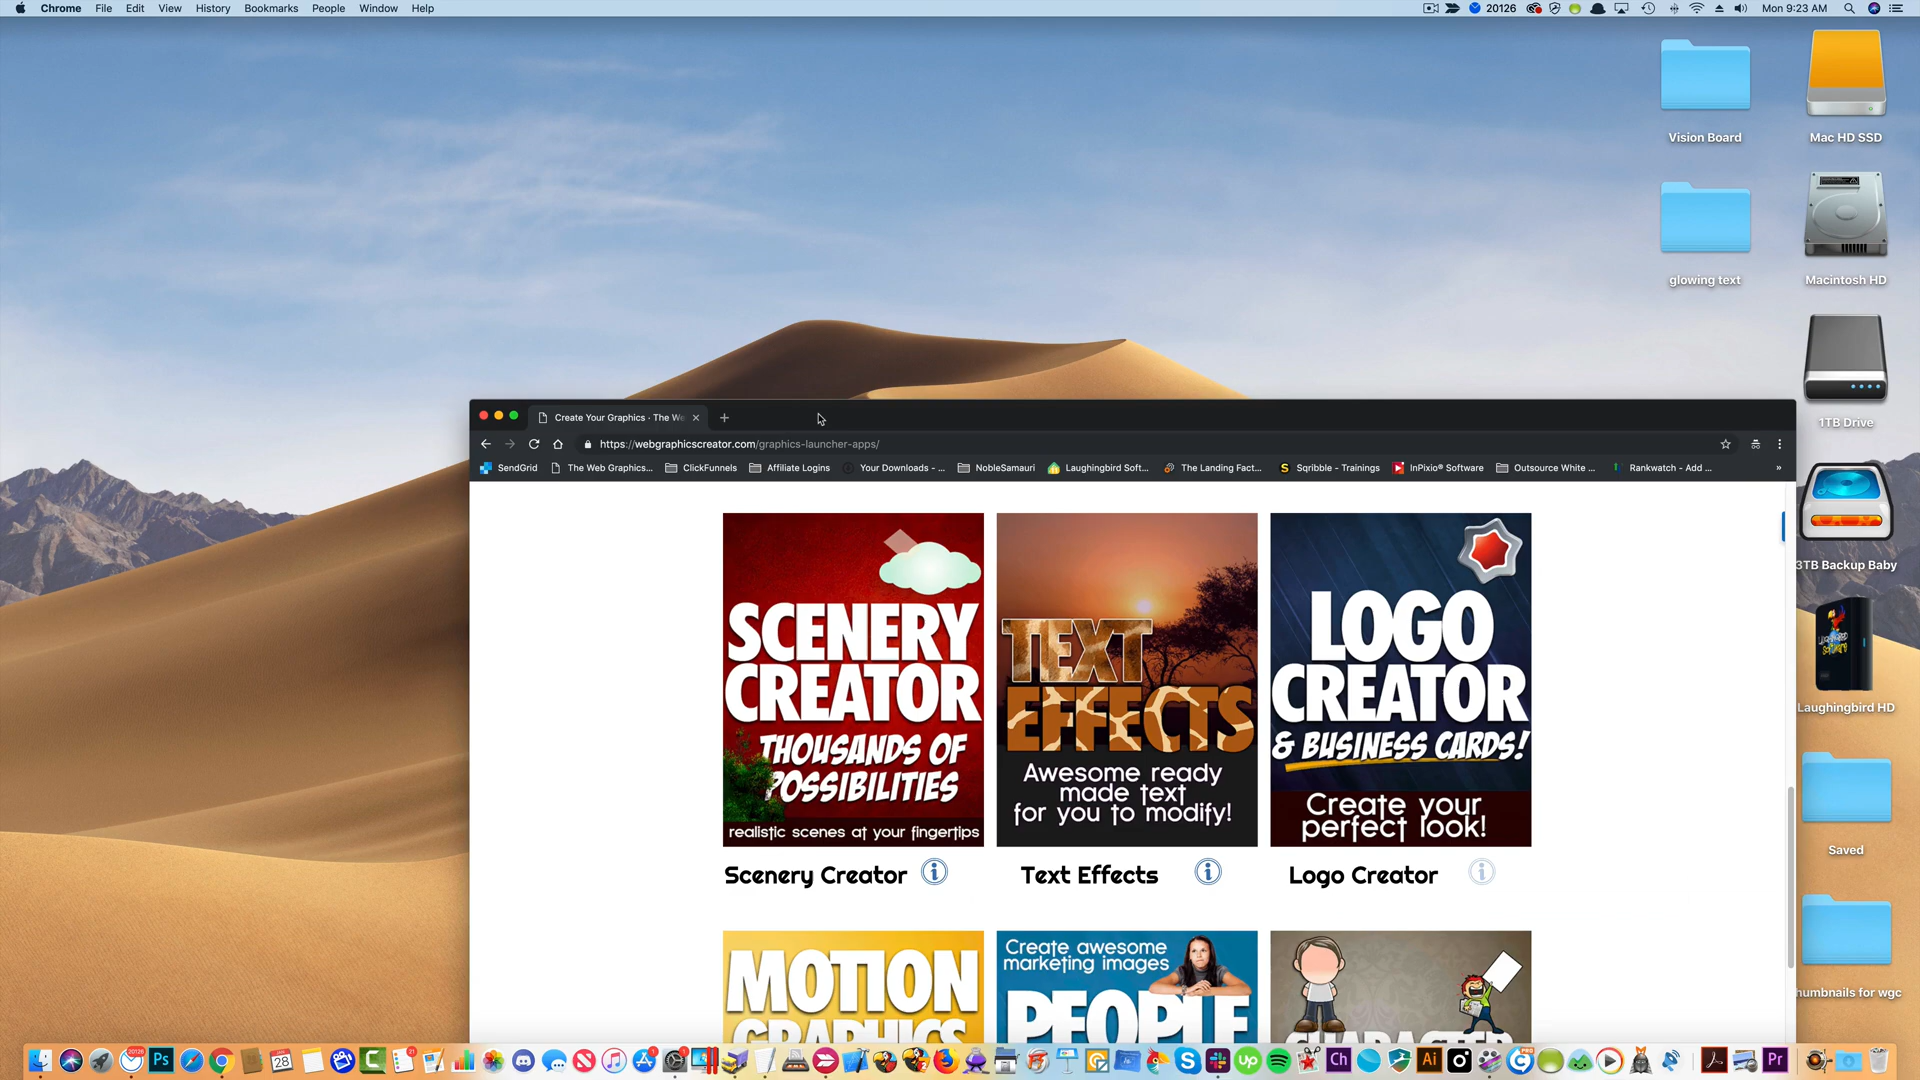 Chrome File Edit View History Bookmarks People Window Help
20126 Mon 9:23 AM
Vision Board
Mac HD SSD
glowing text
Macintosh HD
1TB Drive
3TB Backup Baby
Laughingbird HD
Saved
humbnails for wgc
Create Your Graphics · The We
https://webgraphicscreator.com/graphics-launcher-apps/
SendGrid The Web Graphics... ClickFunnels Affiliate Logins Your Downloads - ... NobleSamurai Laughingbird Soft... The Landing Fact... Sqribble - Trainings InPixio® Software Outsource White ... Rankwatch - Add ... »
SCENERY
CREATOR
THOUSANDS OF
POSSIBILITIES
realistic scenes at your fingertips
Scenery Creator
TEXT
EFFECTS
Awesome ready
made text
for you to modify!
Text Effects
LOGO
CREATOR
& BUSINESS CARDS!
Create your
perfect look!
Logo Creator
MOTION
GRAPHICS
Create awesome
marketing images
PEOPLE
CHARACTER